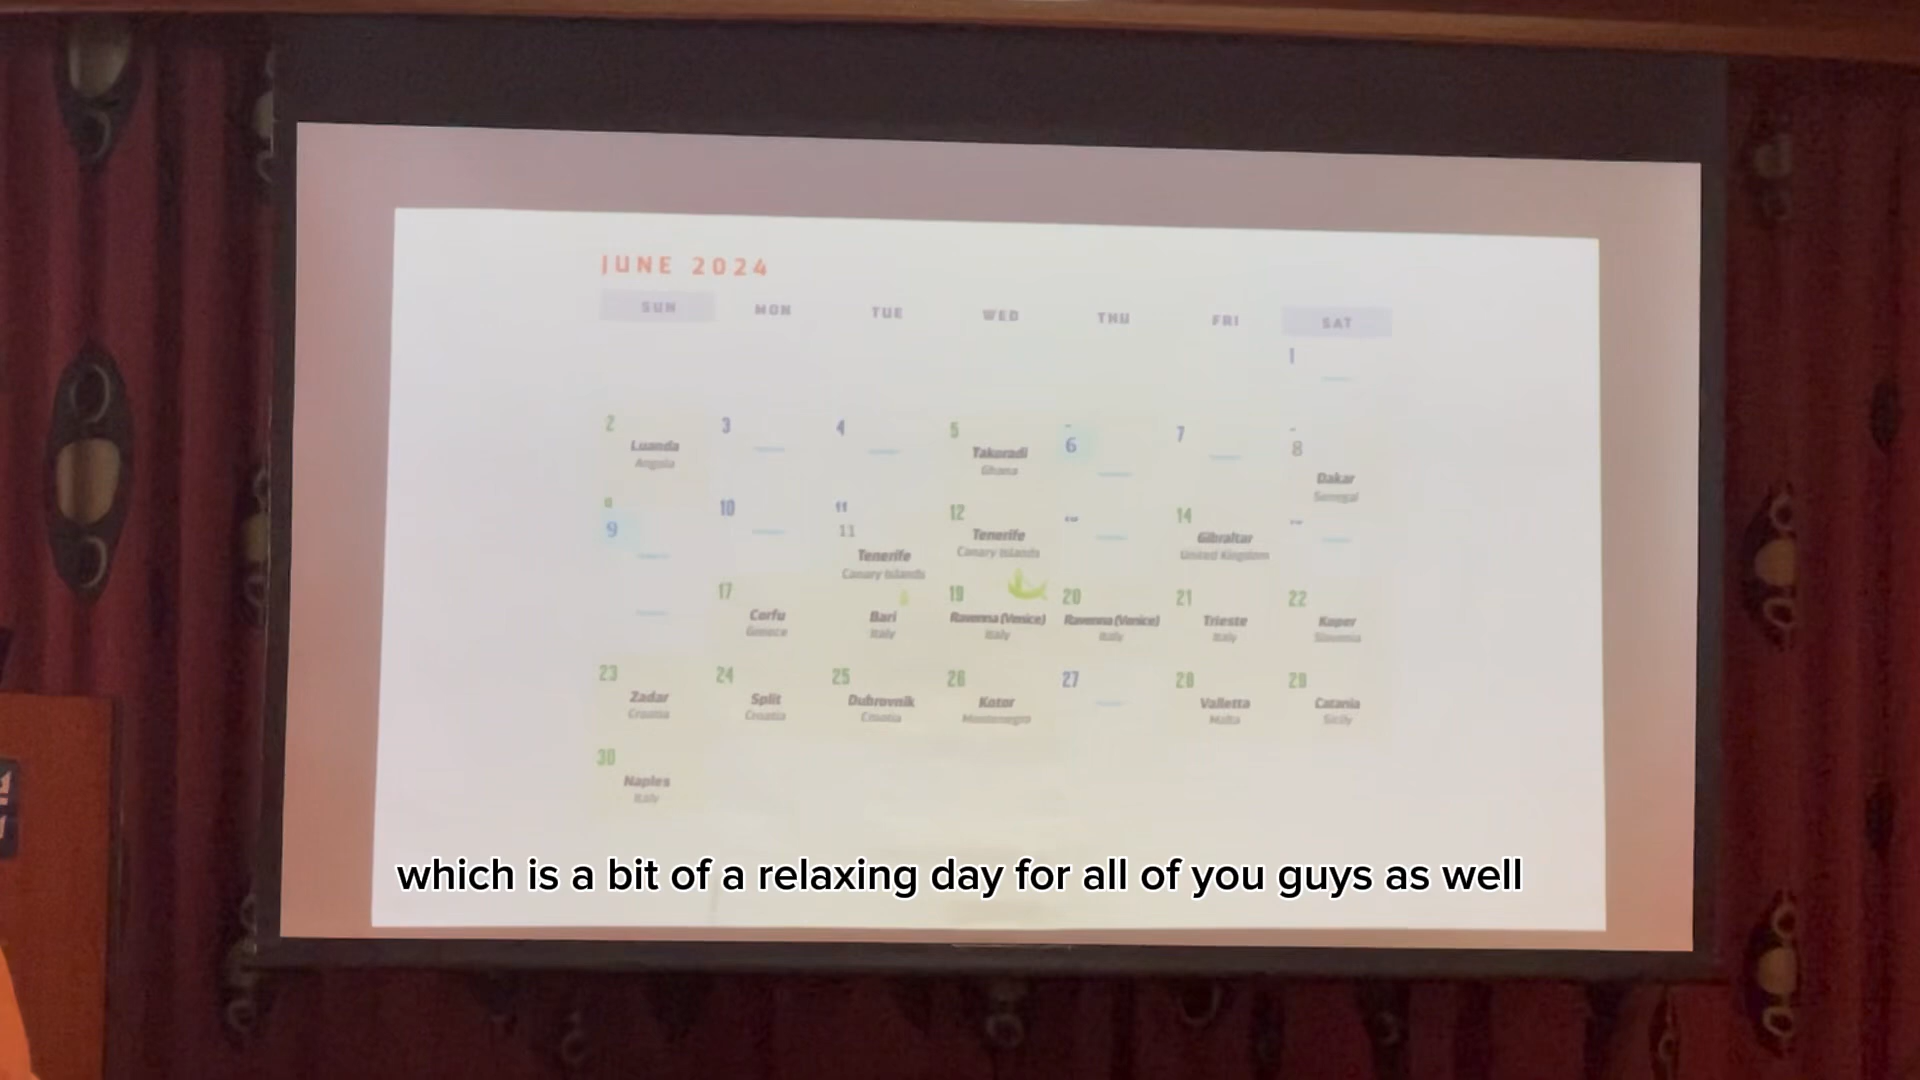 JUNE 2024
SUN MON TUE WED THU FRI SAT
1
2 3 4 5 6 7 8
Luanda Takoradi Dakar
Angola Ghana Senegal
9 10 11 12 14
11
Tenerife Tenerife Gibraltar
Canary Islands Canary Islands United Kingdom
17 19 20 21 22
Corfu Bari Ravenna (Venice) Ravenna (Venice) Trieste Koper
Greece Italy Italy Italy Italy Slovenia
23 24 25 26 27 28 29
Zadar Split Dubrovnik Kotor Valletta Catania
Croatia Croatia Croatia Montenegro Malta Sicily
30
Naples
Italy
which is a bit of a relaxing day for all of you guys as well